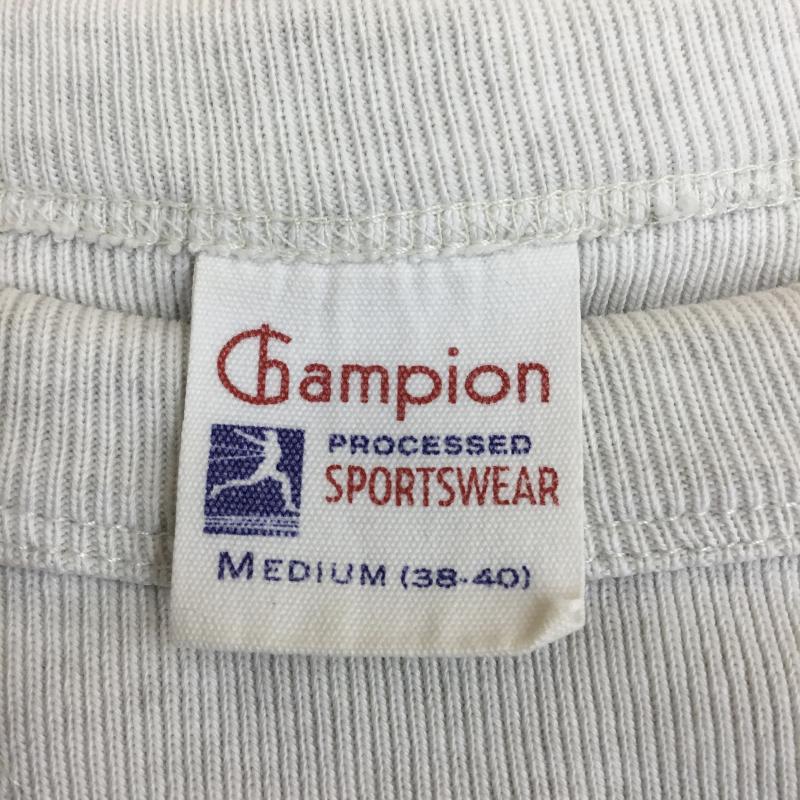 Champion
PROCESSED
SPORTSWEAR
MEDIUM (38-40)